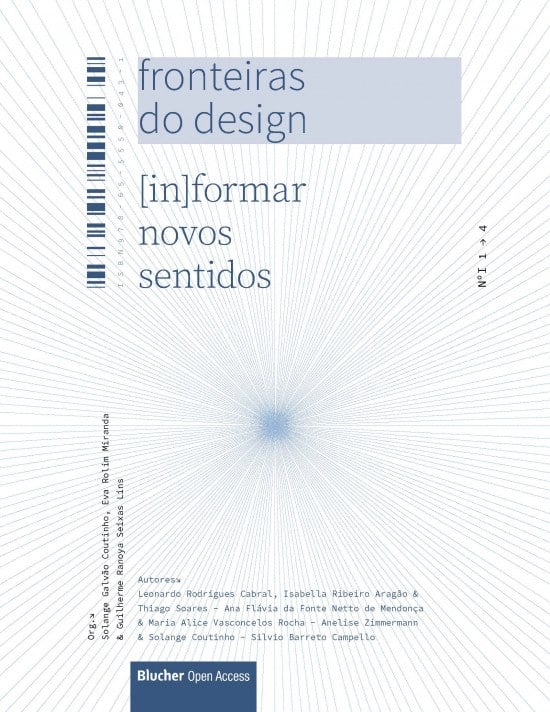 fronteiras
do design
[in]formar
novos
sentidos
ISBN 978-65-5550-043-1
NºI 1 → 4
Org.↘
Solange Galvão Coutinho, Eva Rolim Miranda
& Guilherme Ranoya Seixas Lins
Autores↘
Leonardo Rodrigues Cabral, Isabella Ribeiro Aragão &
Thiago Soares – Ana Flávia da Fonte Netto de Mendonça
& Maria Alice Vasconcelos Rocha – Anelise Zimmermann
& Solange Coutinho – Silvio Barreto Campello
Blucher Open Access